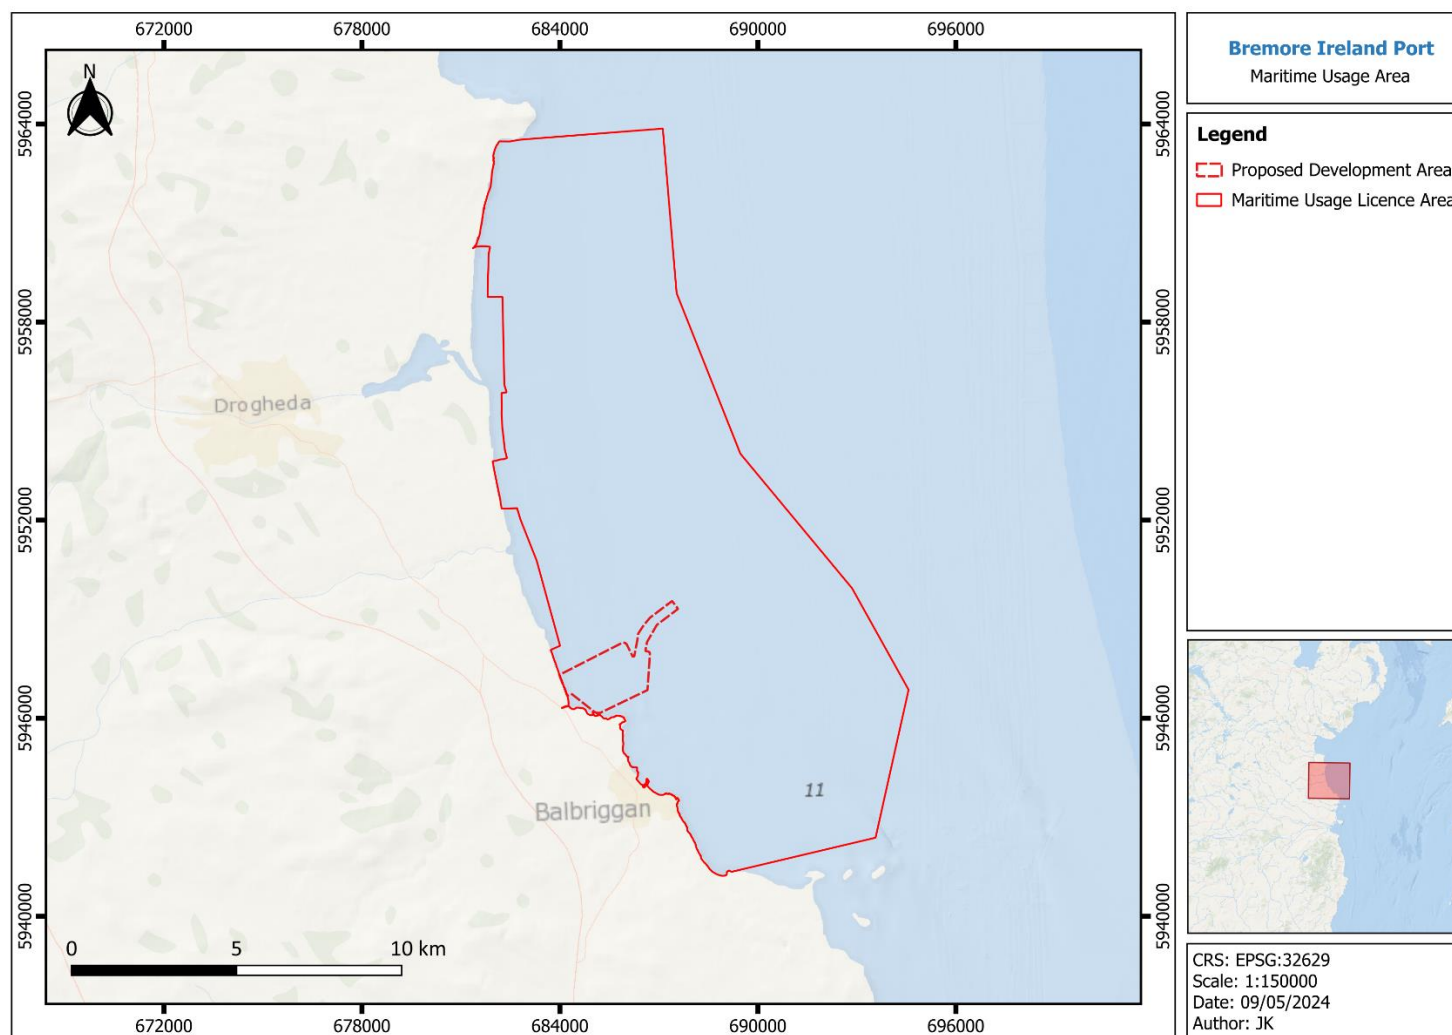 672000 678000 684000 690000 696000
Bremore Ireland Port
Maritime Usage Area
N
5964000 5964000
Legend
Proposed Development Area
Maritime Usage Licence Area
5958000 5958000
Drogheda
5952000 5952000
5946000 5946000
11
Balbriggan
5940000 5940000
0 5 10 km
CRS: EPSG:32629
Scale: 1:150000
Date: 09/05/2024
Author: JK
672000 678000 684000 690000 696000